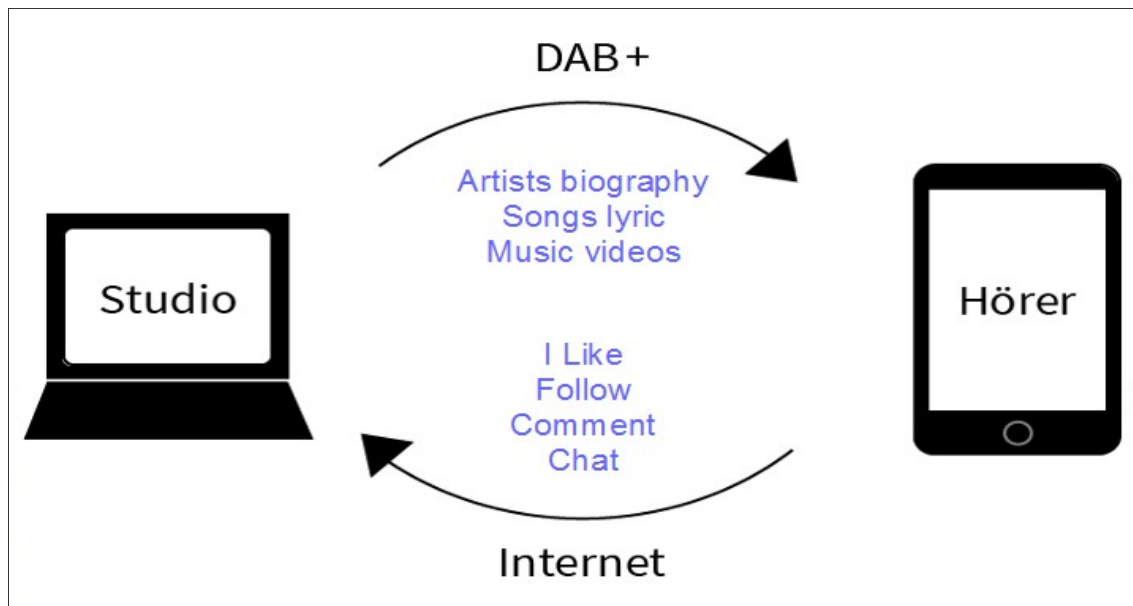 DAB+
Artists biography
Songs lyric
Music videos
Studio
Hörer
I Like
Follow
Comment
Chat
Internet